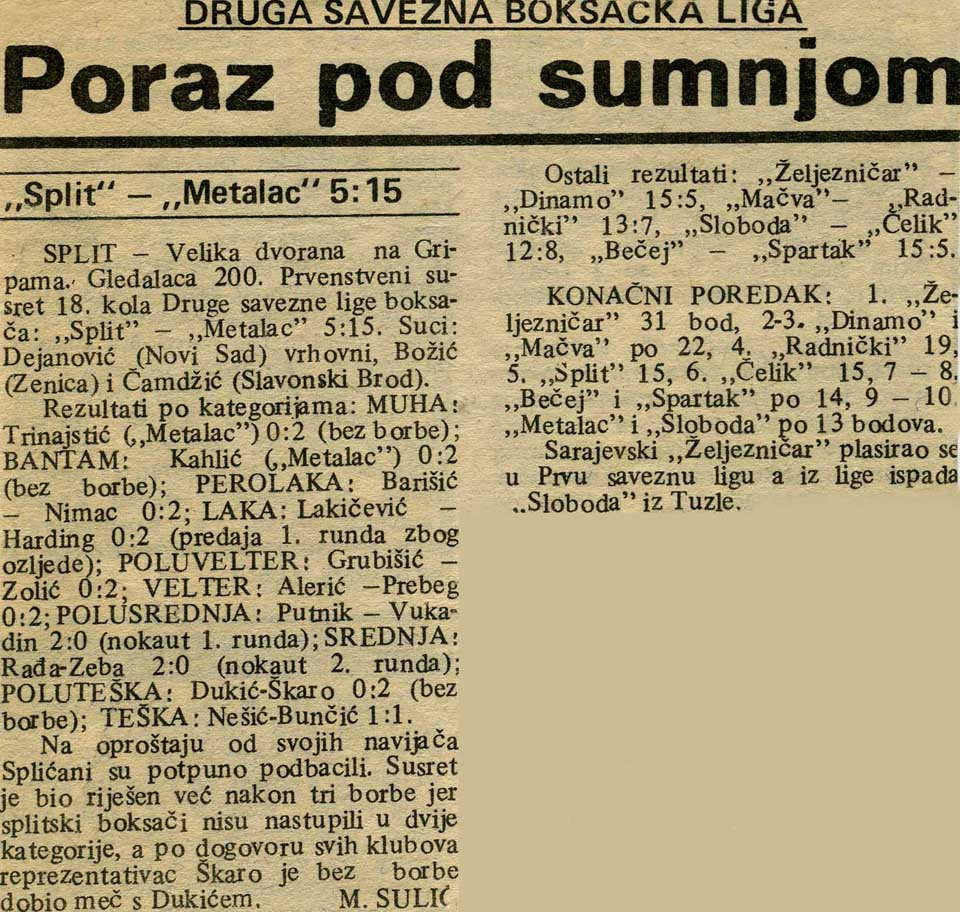 DRUGA SAVEZNA BOKSAČKA LIGA
Poraz pod sumnjom
„Split“ — „Metalac“ 5:15
SPLIT — Velika dvorana na Gri-
pama. Gledalaca 200. Prvenstveni su-
sret 18. kola Druge savezne lige boksa-
ča: „Split” — „Metalac” 5:15. Suci:
Dejanović (Novi Sad) vrhovni, Božić
(Zenica) i Čamdžić (Slavonski Brod).
Rezultati po kategorijama: MUHA:
Trinajstić („Metalac”) 0:2 (bez borbe);
BANTAM: Kahlić („Metalac”) 0:2
(bez borbe); PEROLAKA: Barišić
— Nimac 0:2; LAKA: Lakičević —
Harding 0:2 (predaja 1. runda zbog
ozljede); POLUVELTER: Grubišić —
Zolić 0:2; VELTER: Alerić —Prebeg
0:2; POLUSREDNJA: Putnik — Vuka-
din 2:0 (nokaut 1. runda); SREDNJA:
Rađa-Zeba 2:0 (nokaut 2. runda);
POLUTEŠKA: Dukić-Škaro 0:2 (bez
borbe); TEŠKA: Nešić-Bunčić 1:1.
Na oproštaju od svojih navijača
Splićani su potpuno podbacili. Susret
je bio riješen već nakon tri borbe jer
splitski boksači nisu nastupili u dvije
kategorije, a po dogovoru svih klubova
reprezentativac Škaro je bez borbe
dobio meč s Dukićem. M. SULIĆ
Ostali rezultati: „Željezničar” —
„Dinamo” 15:5, „Mačva”— „Rad-
nički” 13:7, „Sloboda” — „Čelik”
12:8, „Bečej” — „Spartak” 15:5.
KONAČNI POREDAK: 1. „Že-
ljezničar” 31 bod, 2-3. „Dinamo” i
„Mačva” po 22, 4. „Radnički” 19,
5. „Split” 15, 6. „Čelik” 15, 7 — 8.
„Bečej” i „Spartak” po 14, 9 — 10.
„Metalac” i „Sloboda” po 13 bodova.
Sarajevski „Željezničar” plasirao se
u Prvu saveznu ligu a iz lige ispada
„Sloboda” iz Tuzle.